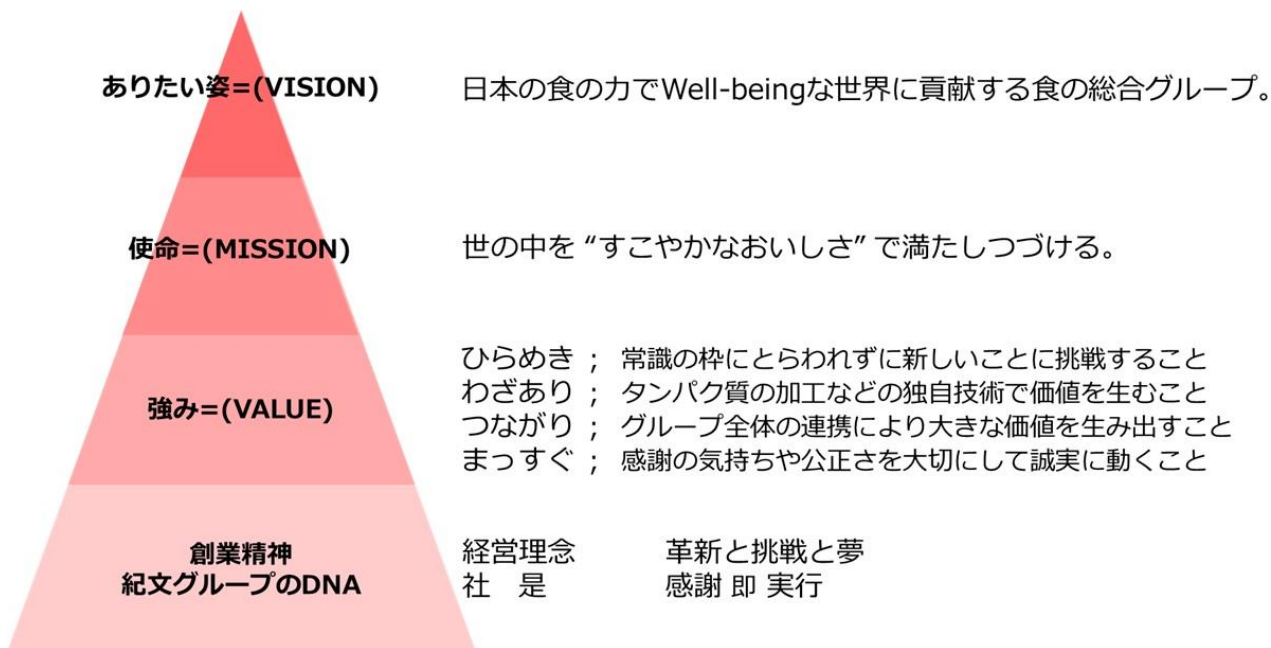 ありたい姿=(VISION)
日本の食の力でWell-beingな世界に貢献する食の総合グループ。
使命=(MISSION)
世の中を “すこやかなおいしさ” で満たしつづける。
強み=(VALUE)
ひらめき ； 常識の枠にとらわれずに新しいことに挑戦すること
わざあり ； タンパク質の加工などの独自技術で価値を生むこと
つながり ； グループ全体の連携により大きな価値を生み出すこと
まっすぐ ； 感謝の気持ちや公正さを大切にして誠実に動くこと
創業精神
紀文グループのDNA
経営理念　革新と挑戦と夢
社　是　感謝 即 実行